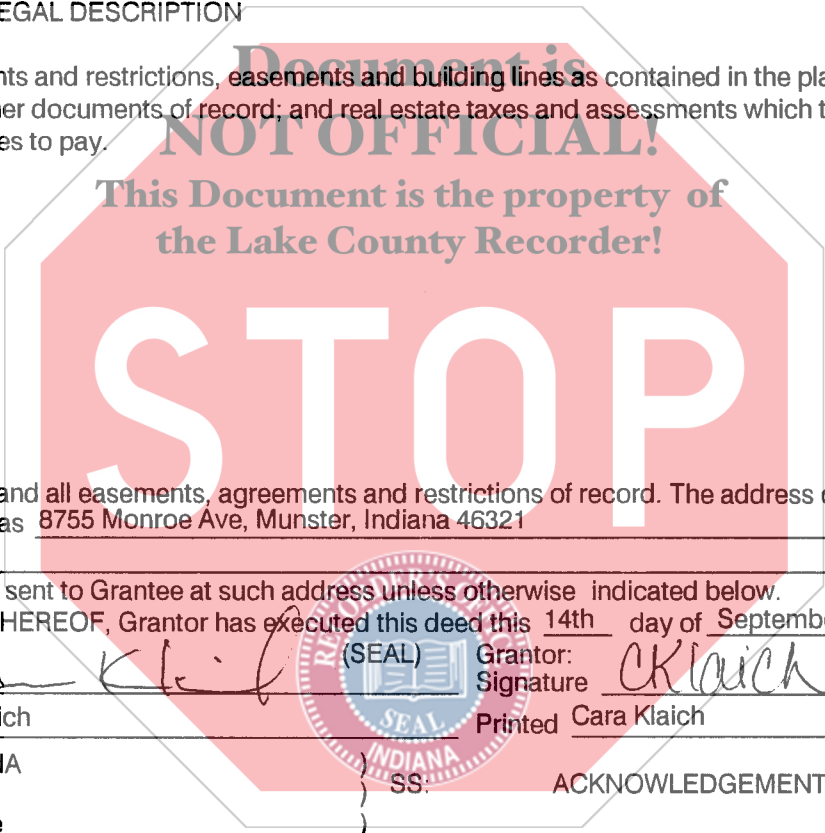 EGAL DESCRIPTION
Document is
nts and restrictions, easements and building lines as contained in the pla
er documents of record; and real estate taxes and assessments which t
es to pay.
NOT OFFICIAL!
This Document is the property of
the Lake County Recorder!
STOP
and all easements, agreements and restrictions of record. The address o
as 8755 Monroe Ave, Munster, Indiana 46321
sent to Grantee at such address unless otherwise indicated below.
HEREOF, Grantor has executed this deed this 14th day of Septembe
(SEAL) Grantor:
Signature CKlaich
ich Printed Cara Klaich
RECORDER'S OFFICE
SEAL
INDIANA
NA
) SS: ACKNOWLEDGEMENT
e )